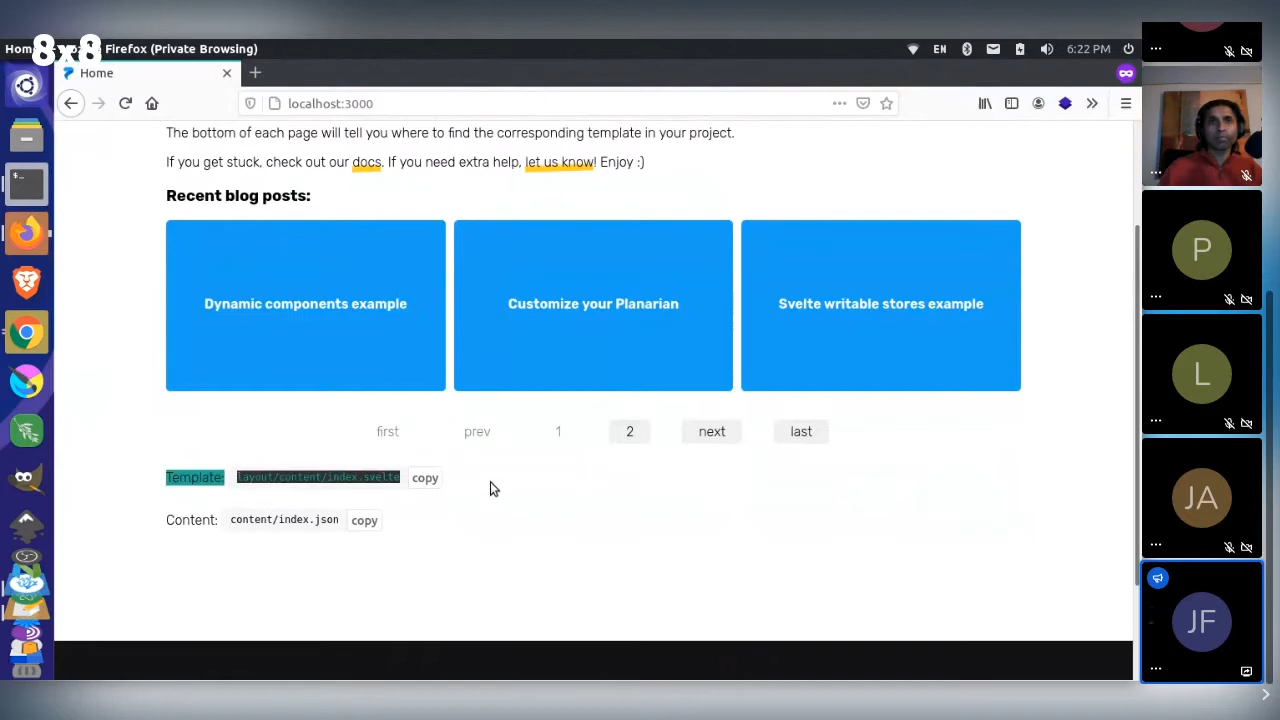 8x8
Firefox (Private Browsing)
EN
6:22 PM
Home
localhost:3000
The bottom of each page will tell you where to find the corresponding template in your project.
If you get stuck, check out our docs. If you need extra help, let us know! Enjoy :)
Recent blog posts:
Dynamic components example
Customize your Planarian
Svelte writable stores example
first prev 1 2 next last
Template: layout/content/index.svelte copy
Content: content/index.json copy
P
L
JA
JF